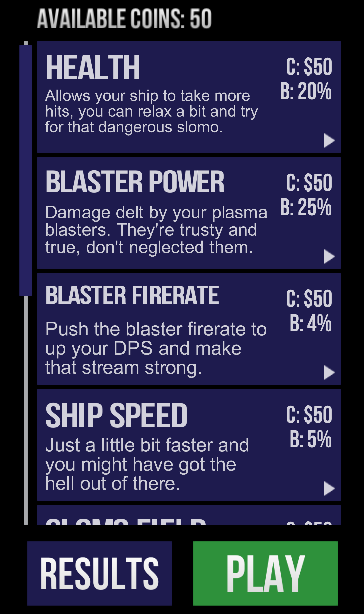 AVAILABLE COINS: 50
HEALTH
C: $50
B: 20%
Allows your ship to take more
hits, you can relax a bit and try
for that dangerous slomo.
BLASTER POWER
C: $50
B: 25%
Damage delt by your plasma
blasters. They're trusty and
true, don't neglected them.
BLASTER FIRERATE
C: $50
B: 4%
Push the blaster firerate to
up your DPS and make
that stream strong.
SHIP SPEED
C: $50
B: 5%
Just a little bit faster and
you might have got the
hell out of there.
RESULTS
PLAY